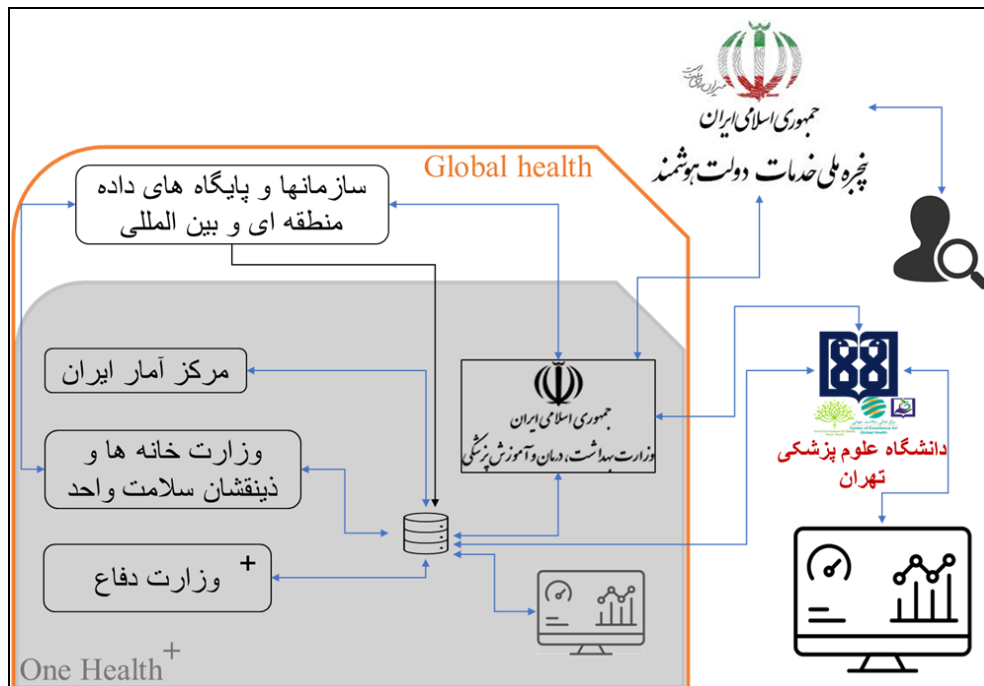 جمهوری اسلامی ایران
پنجره ملی خدمات دولت هوشمند
Global health
سازمانها و پایگاه های داده
منطقه ای و بین المللی
مرکز آمار ایران
جمهوری اسلامی ایران
وزارت بهداشت، درمان و آموزش پزشکی
وزارت خانه ها و
ذینقشان سلامت واحد
دانشگاه علوم پزشکی
تهران
وزارت دفاع +
One Health+